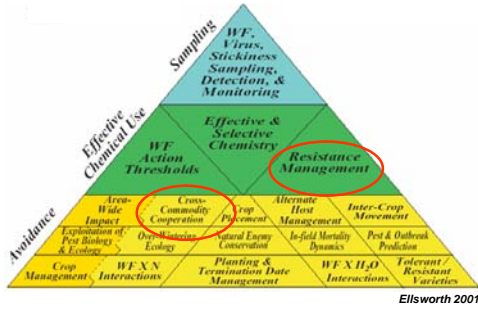 Sampling
WF,
Virus,
Stickiness
Sampling,
Detection, &
Monitoring
Effective
Chemical Use
WF
Action
Thresholds
Effective &
Selective
Chemistry
Resistance
Management
Avoidance
Area-
Wide
Impact
Cross-
Commodity
Cooperation
Crop
Placement
Alternate
Host
Management
Inter-Crop
Movement
Exploitation of
Pest Biology
& Ecology
Over-Wintering
Ecology
Natural Enemy
Conservation
In-field Mortality
Dynamics
Pest & Outbreak
Prediction
Crop
Management
WF X N
Interactions
Planting &
Termination Date
Management
WF X H2O
Interactions
Tolerant /
Resistant
Varieties
Ellsworth 2001